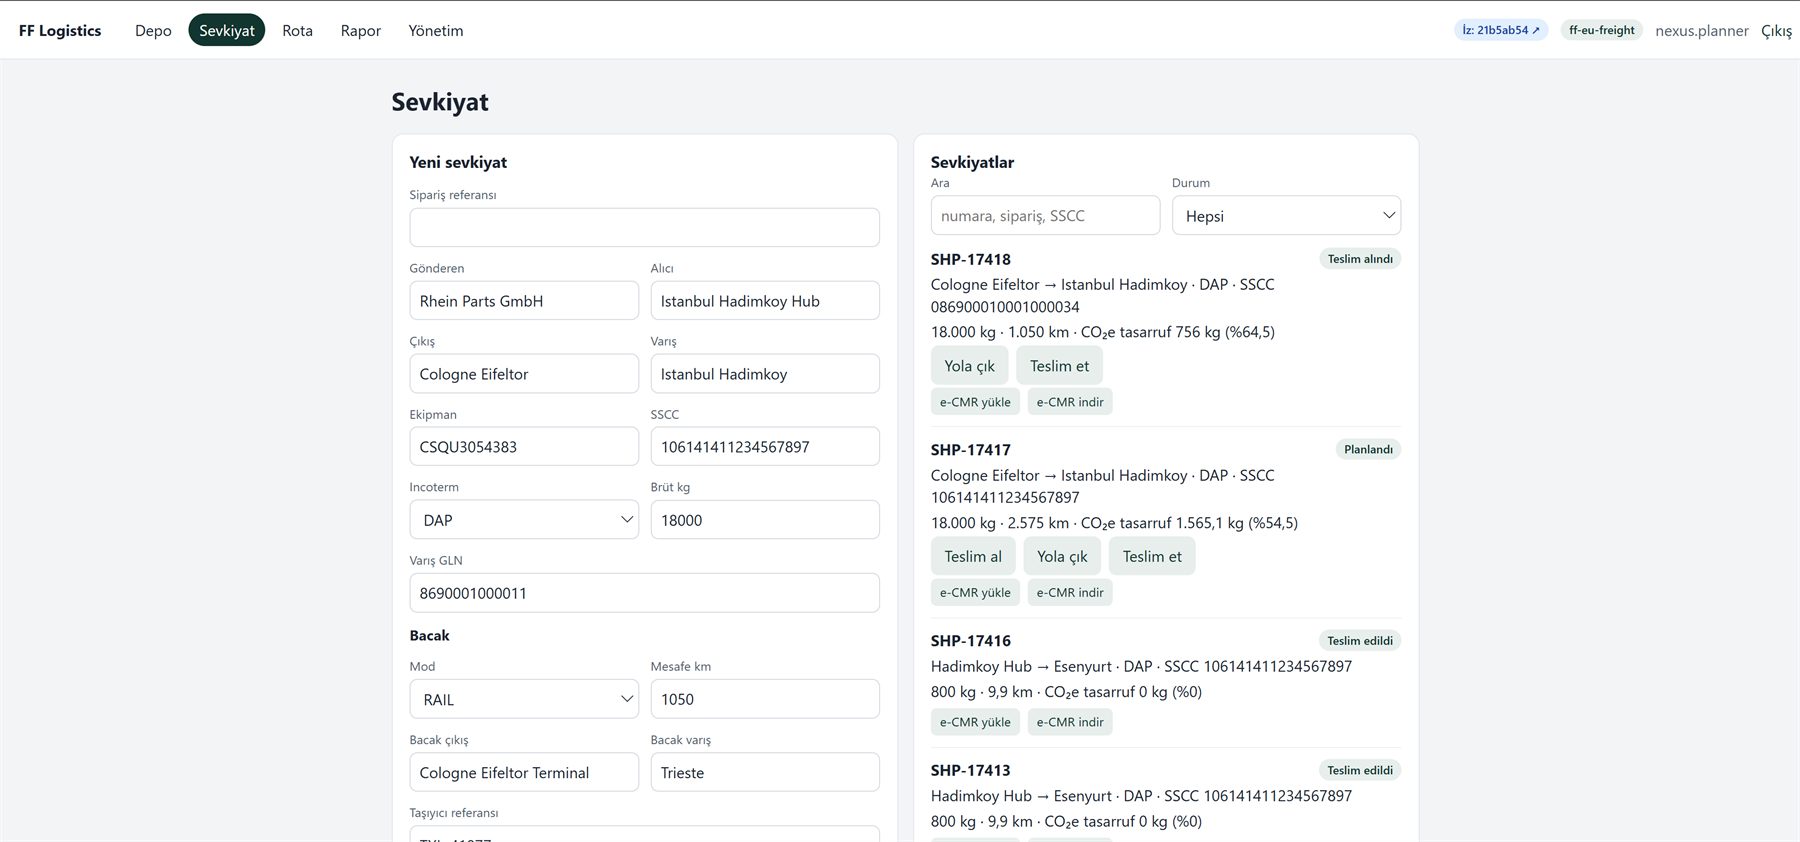 FF Logistics
Depo
Sevkiyat
Rota
Rapor
Yönetim
İz: 21b5ab54 ↗
ff-eu-freight
nexus.planner
Çıkış
Sevkiyat
Yeni sevkiyat
Sipariş referansı
Gönderen
Alıcı
Rhein Parts GmbH
Istanbul Hadimkoy Hub
Çıkış
Varış
Cologne Eifeltor
Istanbul Hadimkoy
Ekipman
SSCC
CSQU3054383
106141411234567897
Incoterm
Brüt kg
DAP
18000
Varış GLN
8690001000011
Bacak
Mod
Mesafe km
RAIL
1050
Bacak çıkış
Bacak varış
Cologne Eifeltor Terminal
Trieste
Taşıyıcı referansı
Sevkiyatlar
Ara
Durum
numara, sipariş, SSCC
Hepsi
SHP-17418
Teslim alındı
Cologne Eifeltor → Istanbul Hadimkoy · DAP · SSCC
086900010001000034
18.000 kg · 1.050 km · CO₂e tasarruf 756 kg (%64,5)
Yola çık
Teslim et
e-CMR yükle
e-CMR indir
SHP-17417
Planlandı
Cologne Eifeltor → Istanbul Hadimkoy · DAP · SSCC
106141411234567897
18.000 kg · 2.575 km · CO₂e tasarruf 1.565,1 kg (%54,5)
Teslim al
Yola çık
Teslim et
e-CMR yükle
e-CMR indir
SHP-17416
Teslim edildi
Hadimkoy Hub → Esenyurt · DAP · SSCC 106141411234567897
800 kg · 9,9 km · CO₂e tasarruf 0 kg (%0)
e-CMR yükle
e-CMR indir
SHP-17413
Teslim edildi
Hadimkoy Hub → Esenyurt · DAP · SSCC 106141411234567897
800 kg · 9,9 km · CO₂e tasarruf 0 kg (%0)